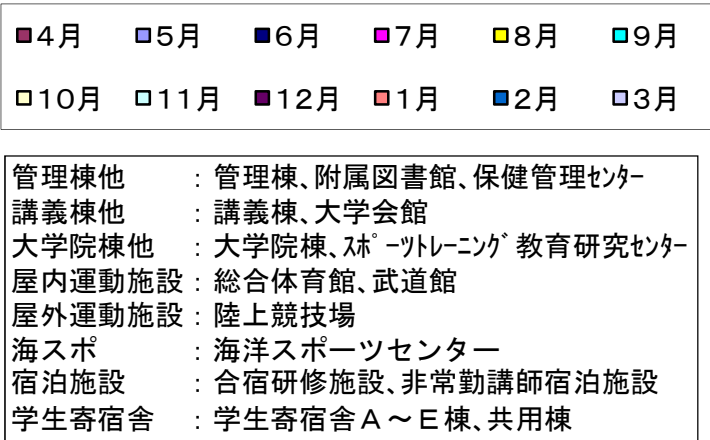 4月 5月 6月 7月 8月 9月
10月 11月 12月 1月 2月 3月
管理棟他 : 管理棟、附属図書館、保健管理ｾﾝﾀｰ
講義棟他 : 講義棟、大学会館
大学院棟他 : 大学院棟、ｽﾎﾟｰﾂﾄﾚｰﾆﾝｸﾞ教育研究ｾﾝﾀｰ
屋内運動施設 : 総合体育館、武道館
屋外運動施設 : 陸上競技場
海スポ : 海洋スポーツセンター
宿泊施設 : 合宿研修施設、非常勤講師宿泊施設
学生寄宿舎 : 学生寄宿舎A～E棟、共用棟